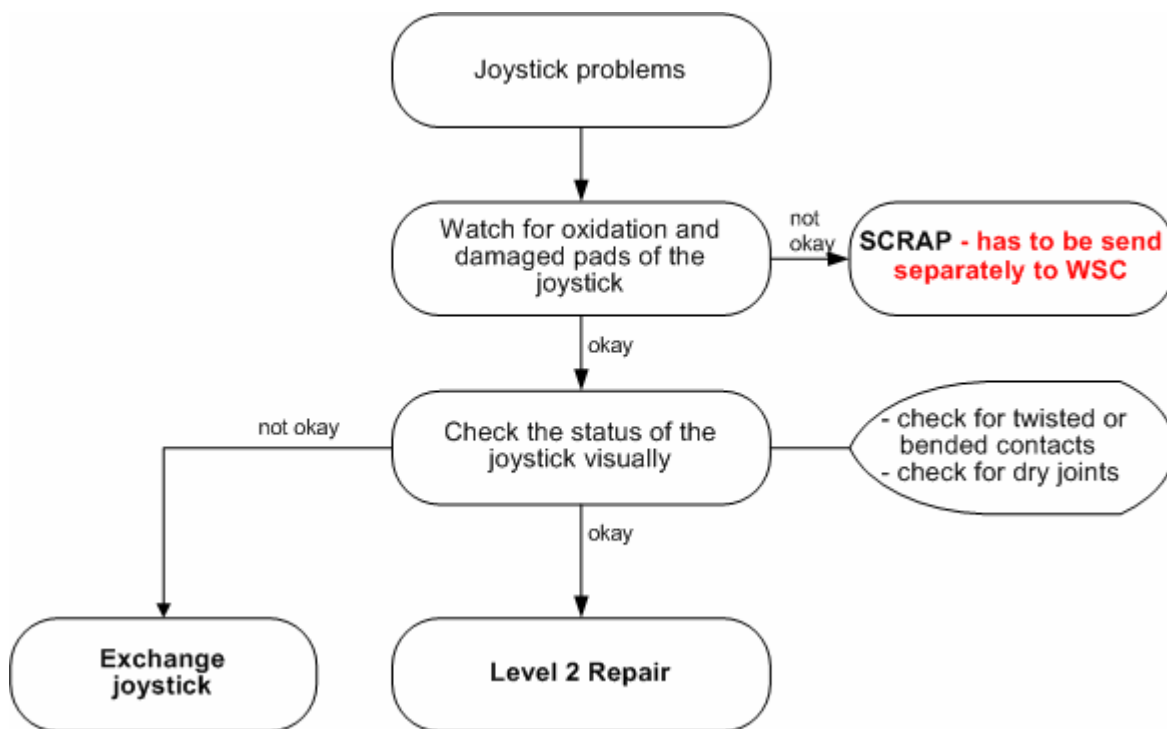 Joystick problems
Watch for oxidation and
damaged pads of the
joystick
not
okay
SCRAP - has to be send
separately to WSC
okay
not okay
Check the status of the
joystick visually
- check for twisted or
bended contacts
- check for dry joints
okay
Exchange
joystick
Level 2 Repair